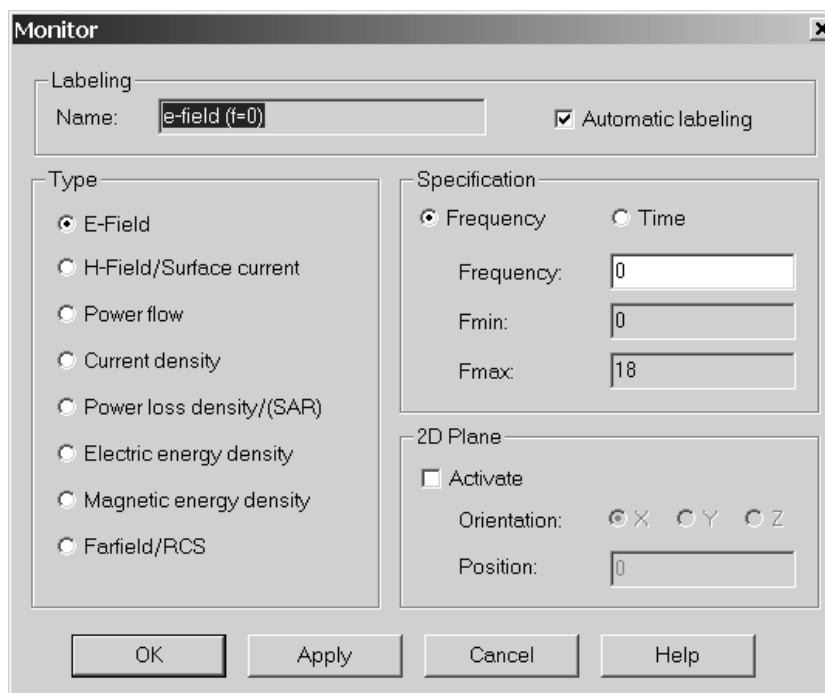 Monitor
Labeling
Name: e-field (f=0) Automatic labeling
Type
E-Field
H-Field/Surface current
Power flow
Current density
Power loss density/(SAR)
Electric energy density
Magnetic energy density
Farfield/RCS
Specification
Frequency Time
Frequency: 0
Fmin: 0
Fmax: 18
2D Plane
Activate
Orientation: X Y Z
Position: 0
OK Apply Cancel Help